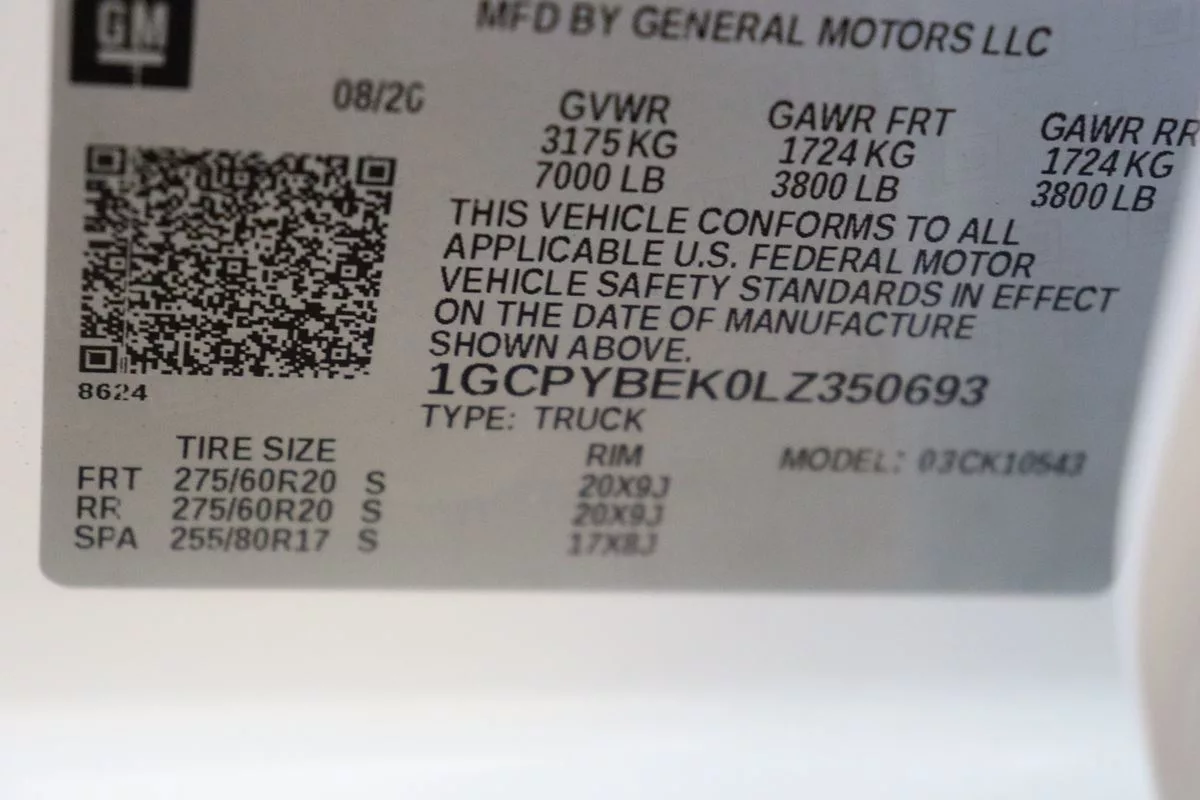 GM
MFD BY GENERAL MOTORS LLC
08/20
GVWR GAWR FRT GAWR RR
3175 KG 1724 KG 1724 KG
7000 LB 3800 LB 3800 LB
THIS VEHICLE CONFORMS TO ALL
APPLICABLE U.S. FEDERAL MOTOR
VEHICLE SAFETY STANDARDS IN EFFECT
ON THE DATE OF MANUFACTURE
SHOWN ABOVE.
8624
1GCPYBEK0LZ350693
TYPE: TRUCK
TIRE SIZE RIM MODEL: 03CK10543
FRT 275/60R20 S 20X9J
RR 275/60R20 S 20X9J
SPA 255/80R17 S 17X8J